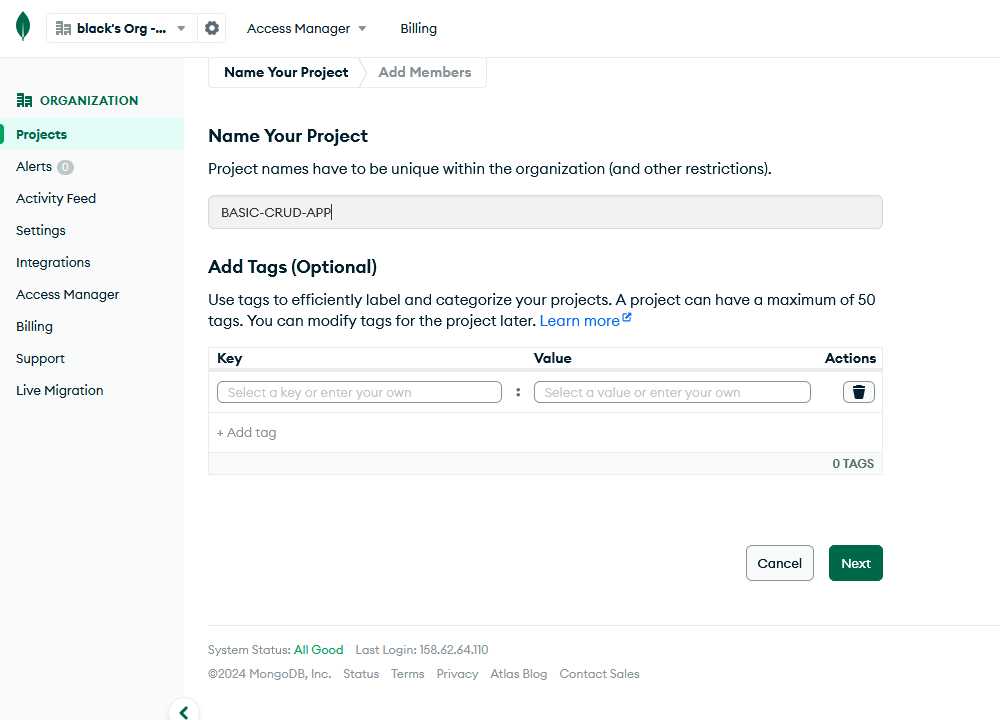 black's Org -...
Access Manager
Billing
Name Your Project
Add Members
ORGANIZATION
Projects
Alerts 0
Activity Feed
Settings
Integrations
Access Manager
Billing
Support
Live Migration
Name Your Project
Project names have to be unique within the organization (and other restrictions).
BASIC-CRUD-APP
Add Tags (Optional)
Use tags to efficiently label and categorize your projects. A project can have a maximum of 50
tags. You can modify tags for the project later. Learn more
Key Value Actions
Select a key or enter your own : Select a value or enter your own
+ Add tag
0 TAGS
Cancel Next
System Status: All Good Last Login: 158.62.64.110
©2024 MongoDB, Inc. Status Terms Privacy Atlas Blog Contact Sales